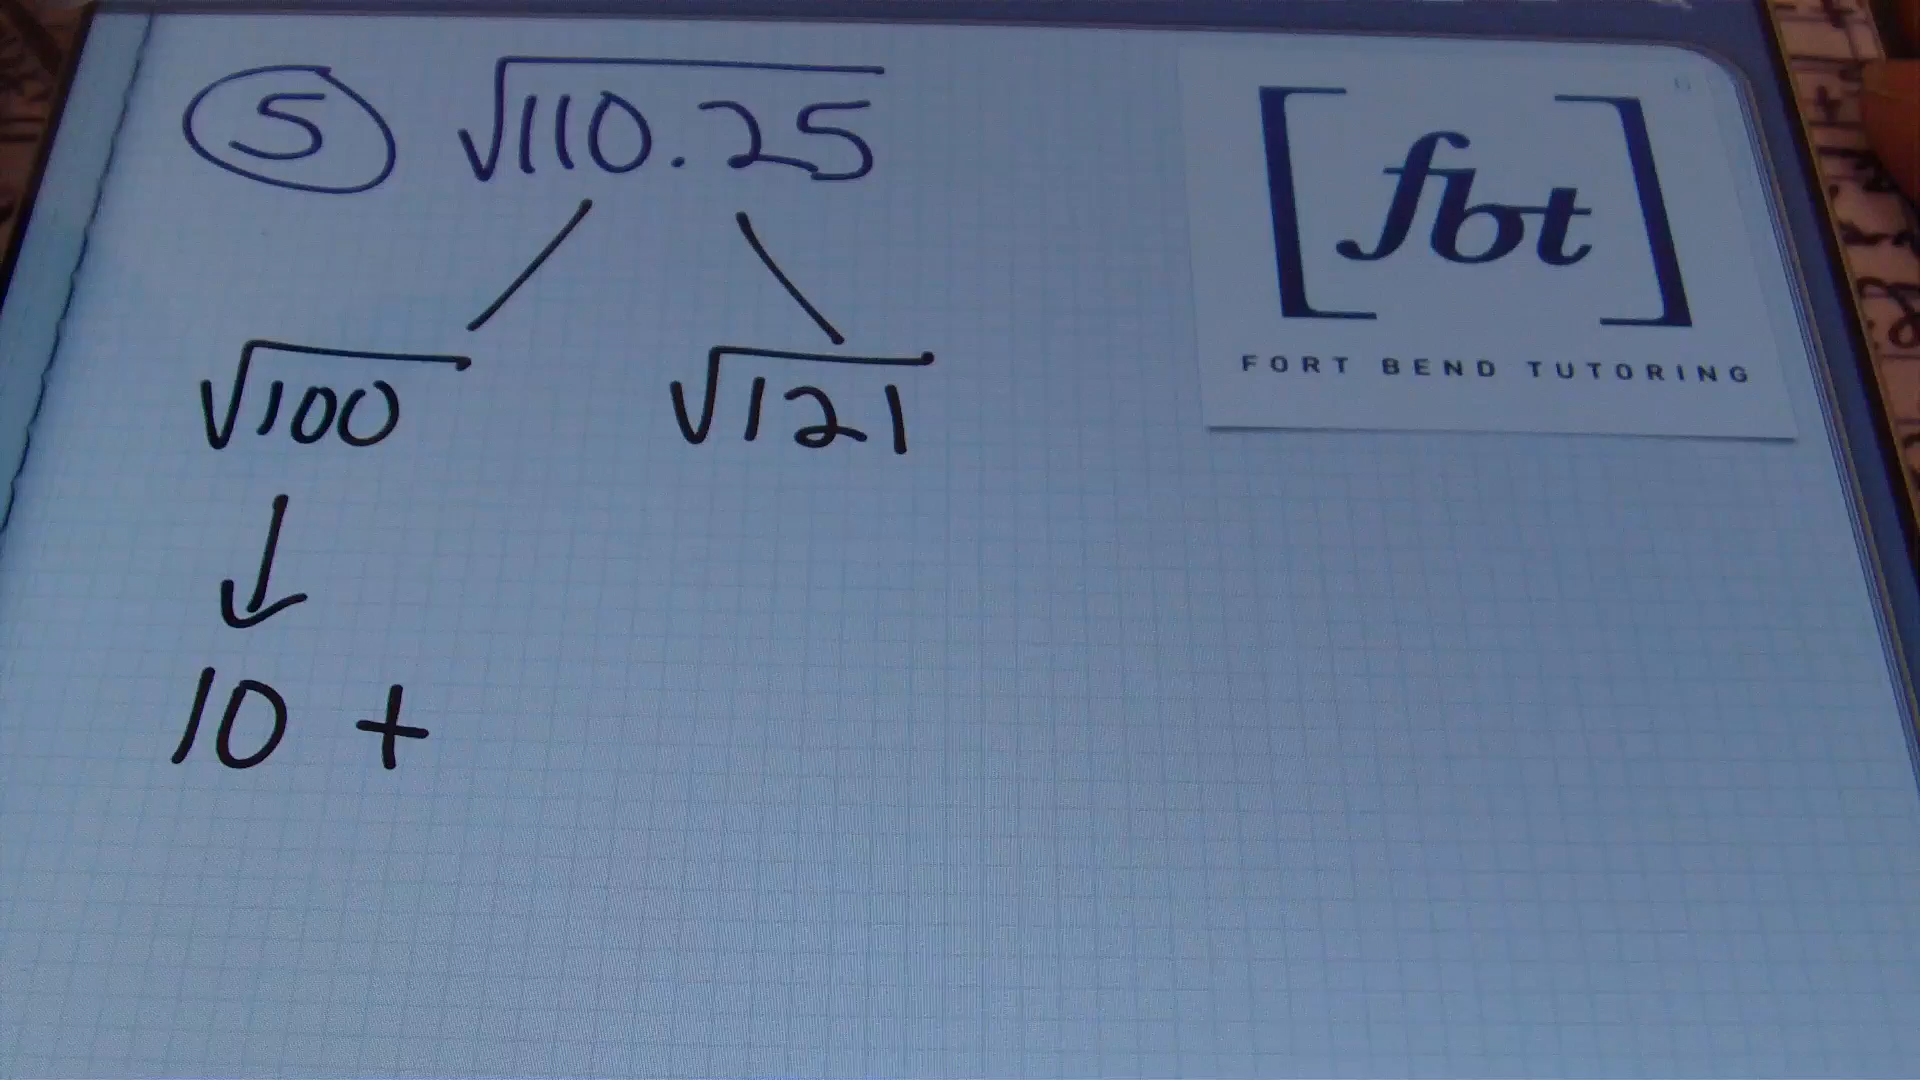 5 √110.25
√100 √121
↓
10 +
[fbt]
FORT BEND TUTORING